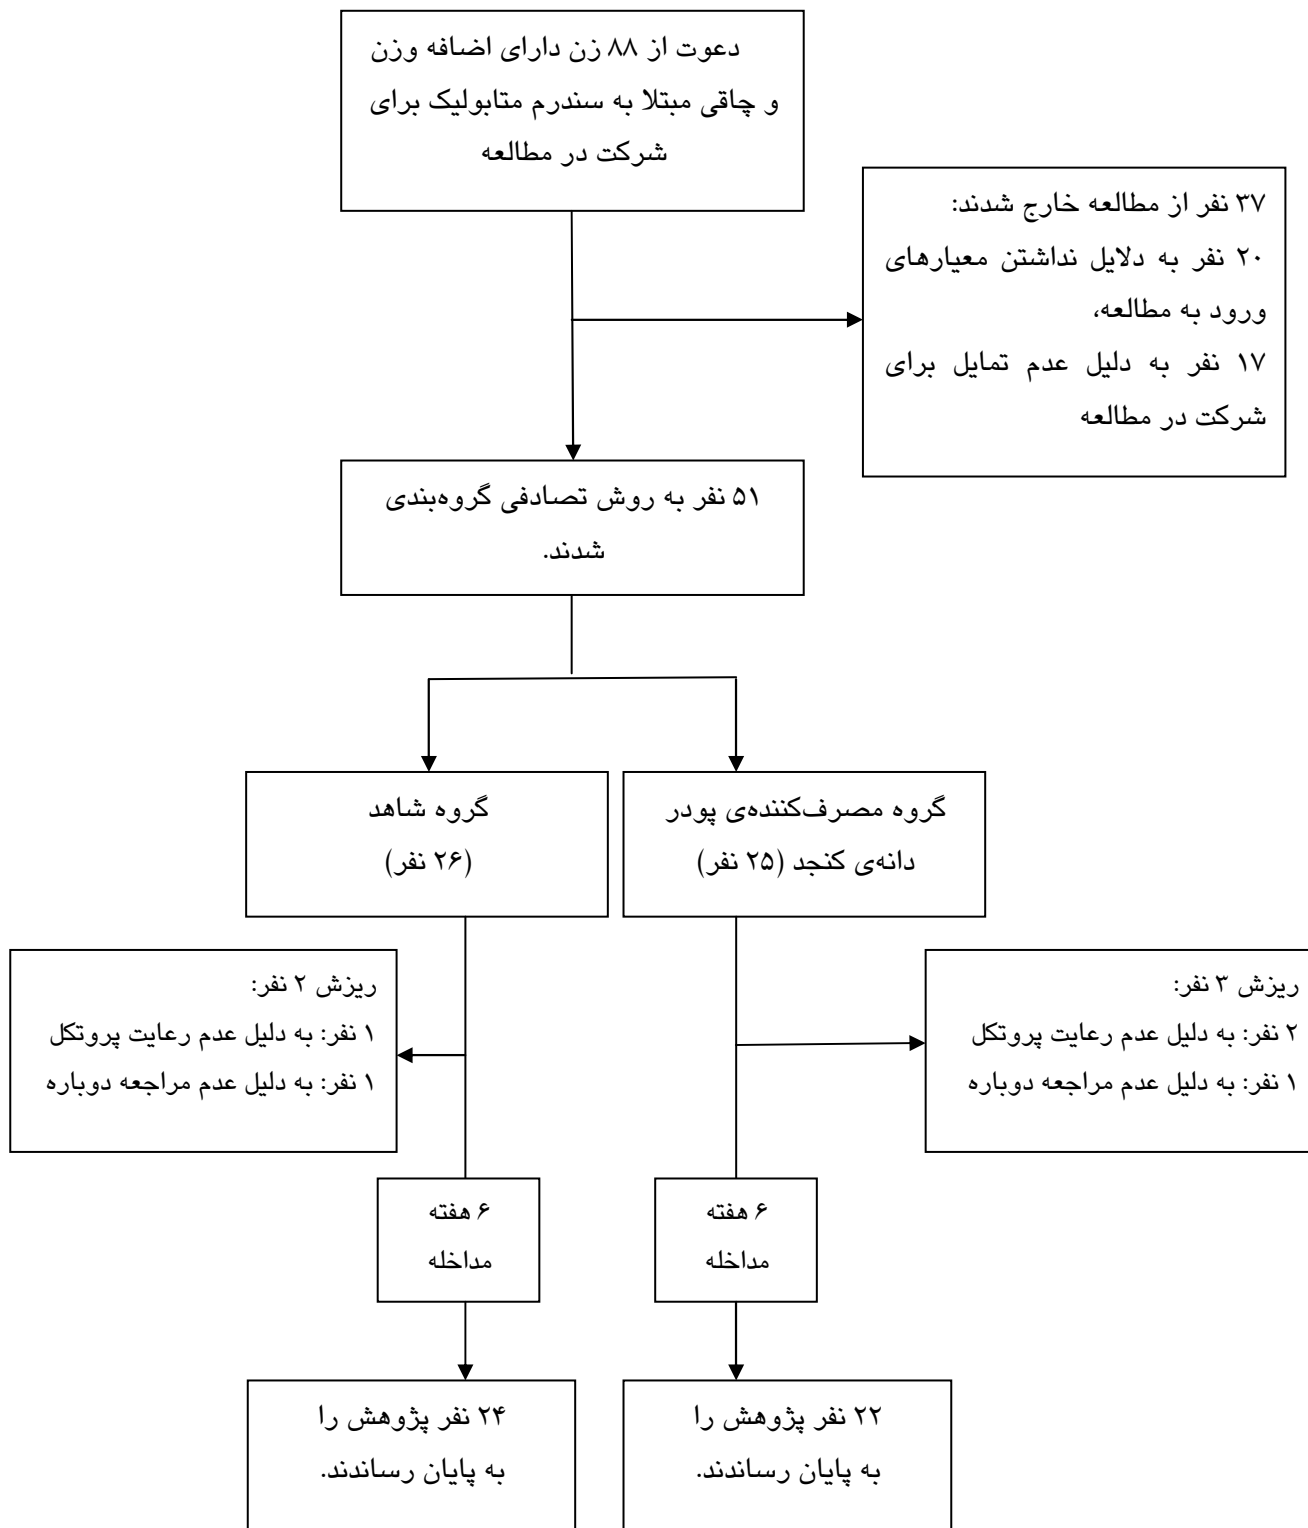 دعوت از ۸۸ زن دارای اضافه وزن
و چاقی مبتلا به سندرم متابولیک برای
شرکت در مطالعه
۳۷ نفر از مطالعه خارج شدند:
۲۰ نفر به دلایل نداشتن معیارهای
ورود به مطالعه،
۱۷ نفر به دلیل عدم تمایل برای
شرکت در مطالعه
۵۱ نفر به روش تصادفی گروه‌بندی
شدند.
گروه مصرف‌کننده‌ی پودر
دانه‌ی کنجد (۲۵ نفر)
گروه شاهد
(۲۶ نفر)
ریزش ۳ نفر:
۲ نفر: به دلیل عدم رعایت پروتکل
۱ نفر: به دلیل عدم مراجعه دوباره
ریزش ۲ نفر:
۱ نفر: به دلیل عدم رعایت پروتکل
۱ نفر: به دلیل عدم مراجعه دوباره
۶ هفته
مداخله
۶ هفته
مداخله
۲۲ نفر پژوهش را
به پایان رساندند.
۲۴ نفر پژوهش را
به پایان رساندند.